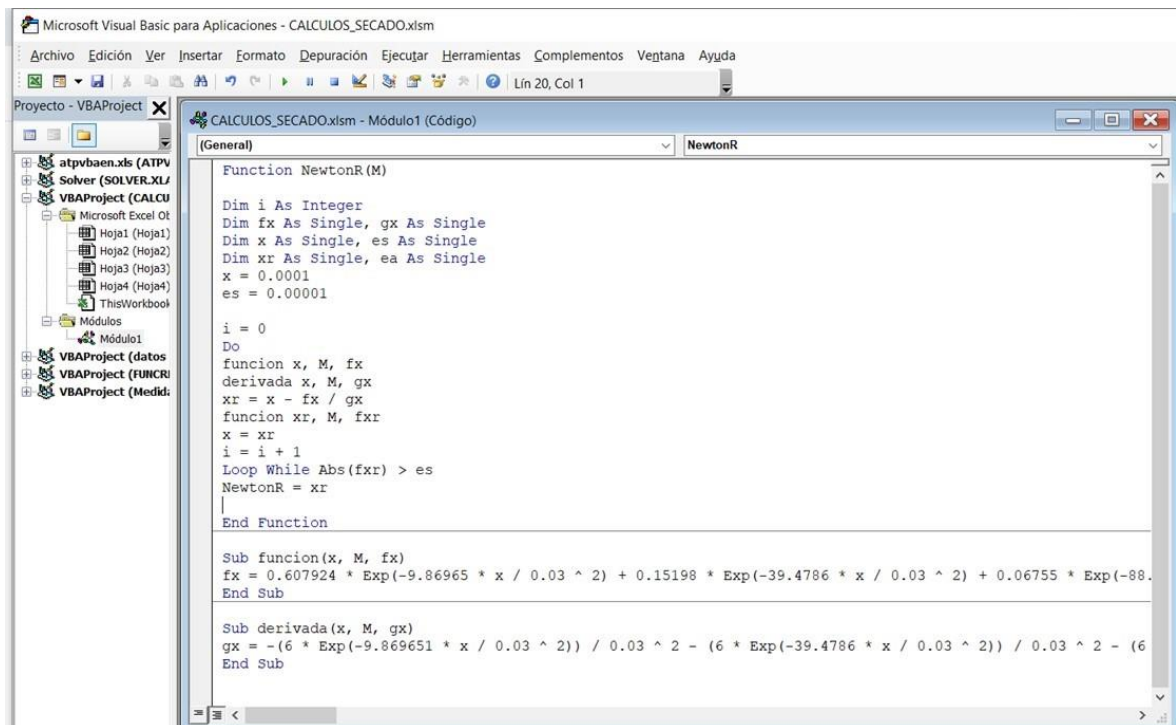 Microsoft Visual Basic para Aplicaciones - CALCULOS_SECADO.xlsm
Archivo Edición Ver Insertar Formato Depuración Ejecutar Herramientas Complementos Ventana Ayuda
Lín 20, Col 1
Proyecto - VBAProject
atpvbaen.xls (ATPV
Solver (SOLVER.XLA
VBAProject (CALCU
Microsoft Excel Ob
Hoja1 (Hoja1)
Hoja2 (Hoja2)
Hoja3 (Hoja3)
Hoja4 (Hoja4)
ThisWorkbook
Módulos
Módulo1
VBAProject (datos
VBAProject (FUNCRE
VBAProject (Medida
CALCULOS_SECADO.xlsm - Módulo1 (Código)
(General) NewtonR
Function NewtonR(M)
Dim i As Integer
Dim fx As Single, gx As Single
Dim x As Single, es As Single
Dim xr As Single, ea As Single
x = 0.0001
es = 0.00001
i = 0
Do
funcion x, M, fx
derivada x, M, gx
xr = x - fx / gx
funcion xr, M, fxr
x = xr
i = i + 1
Loop While Abs(fxr) > es
NewtonR = xr
End Function
Sub funcion(x, M, fx)
fx = 0.607924 * Exp(-9.86965 * x / 0.03 ^ 2) + 0.15198 * Exp(-39.4786 * x / 0.03 ^ 2) + 0.06755 * Exp(-88.
End Sub
Sub derivada(x, M, gx)
gx = -(6 * Exp(-9.869651 * x / 0.03 ^ 2)) / 0.03 ^ 2 - (6 * Exp(-39.4786 * x / 0.03 ^ 2)) / 0.03 ^ 2 - (6
End Sub